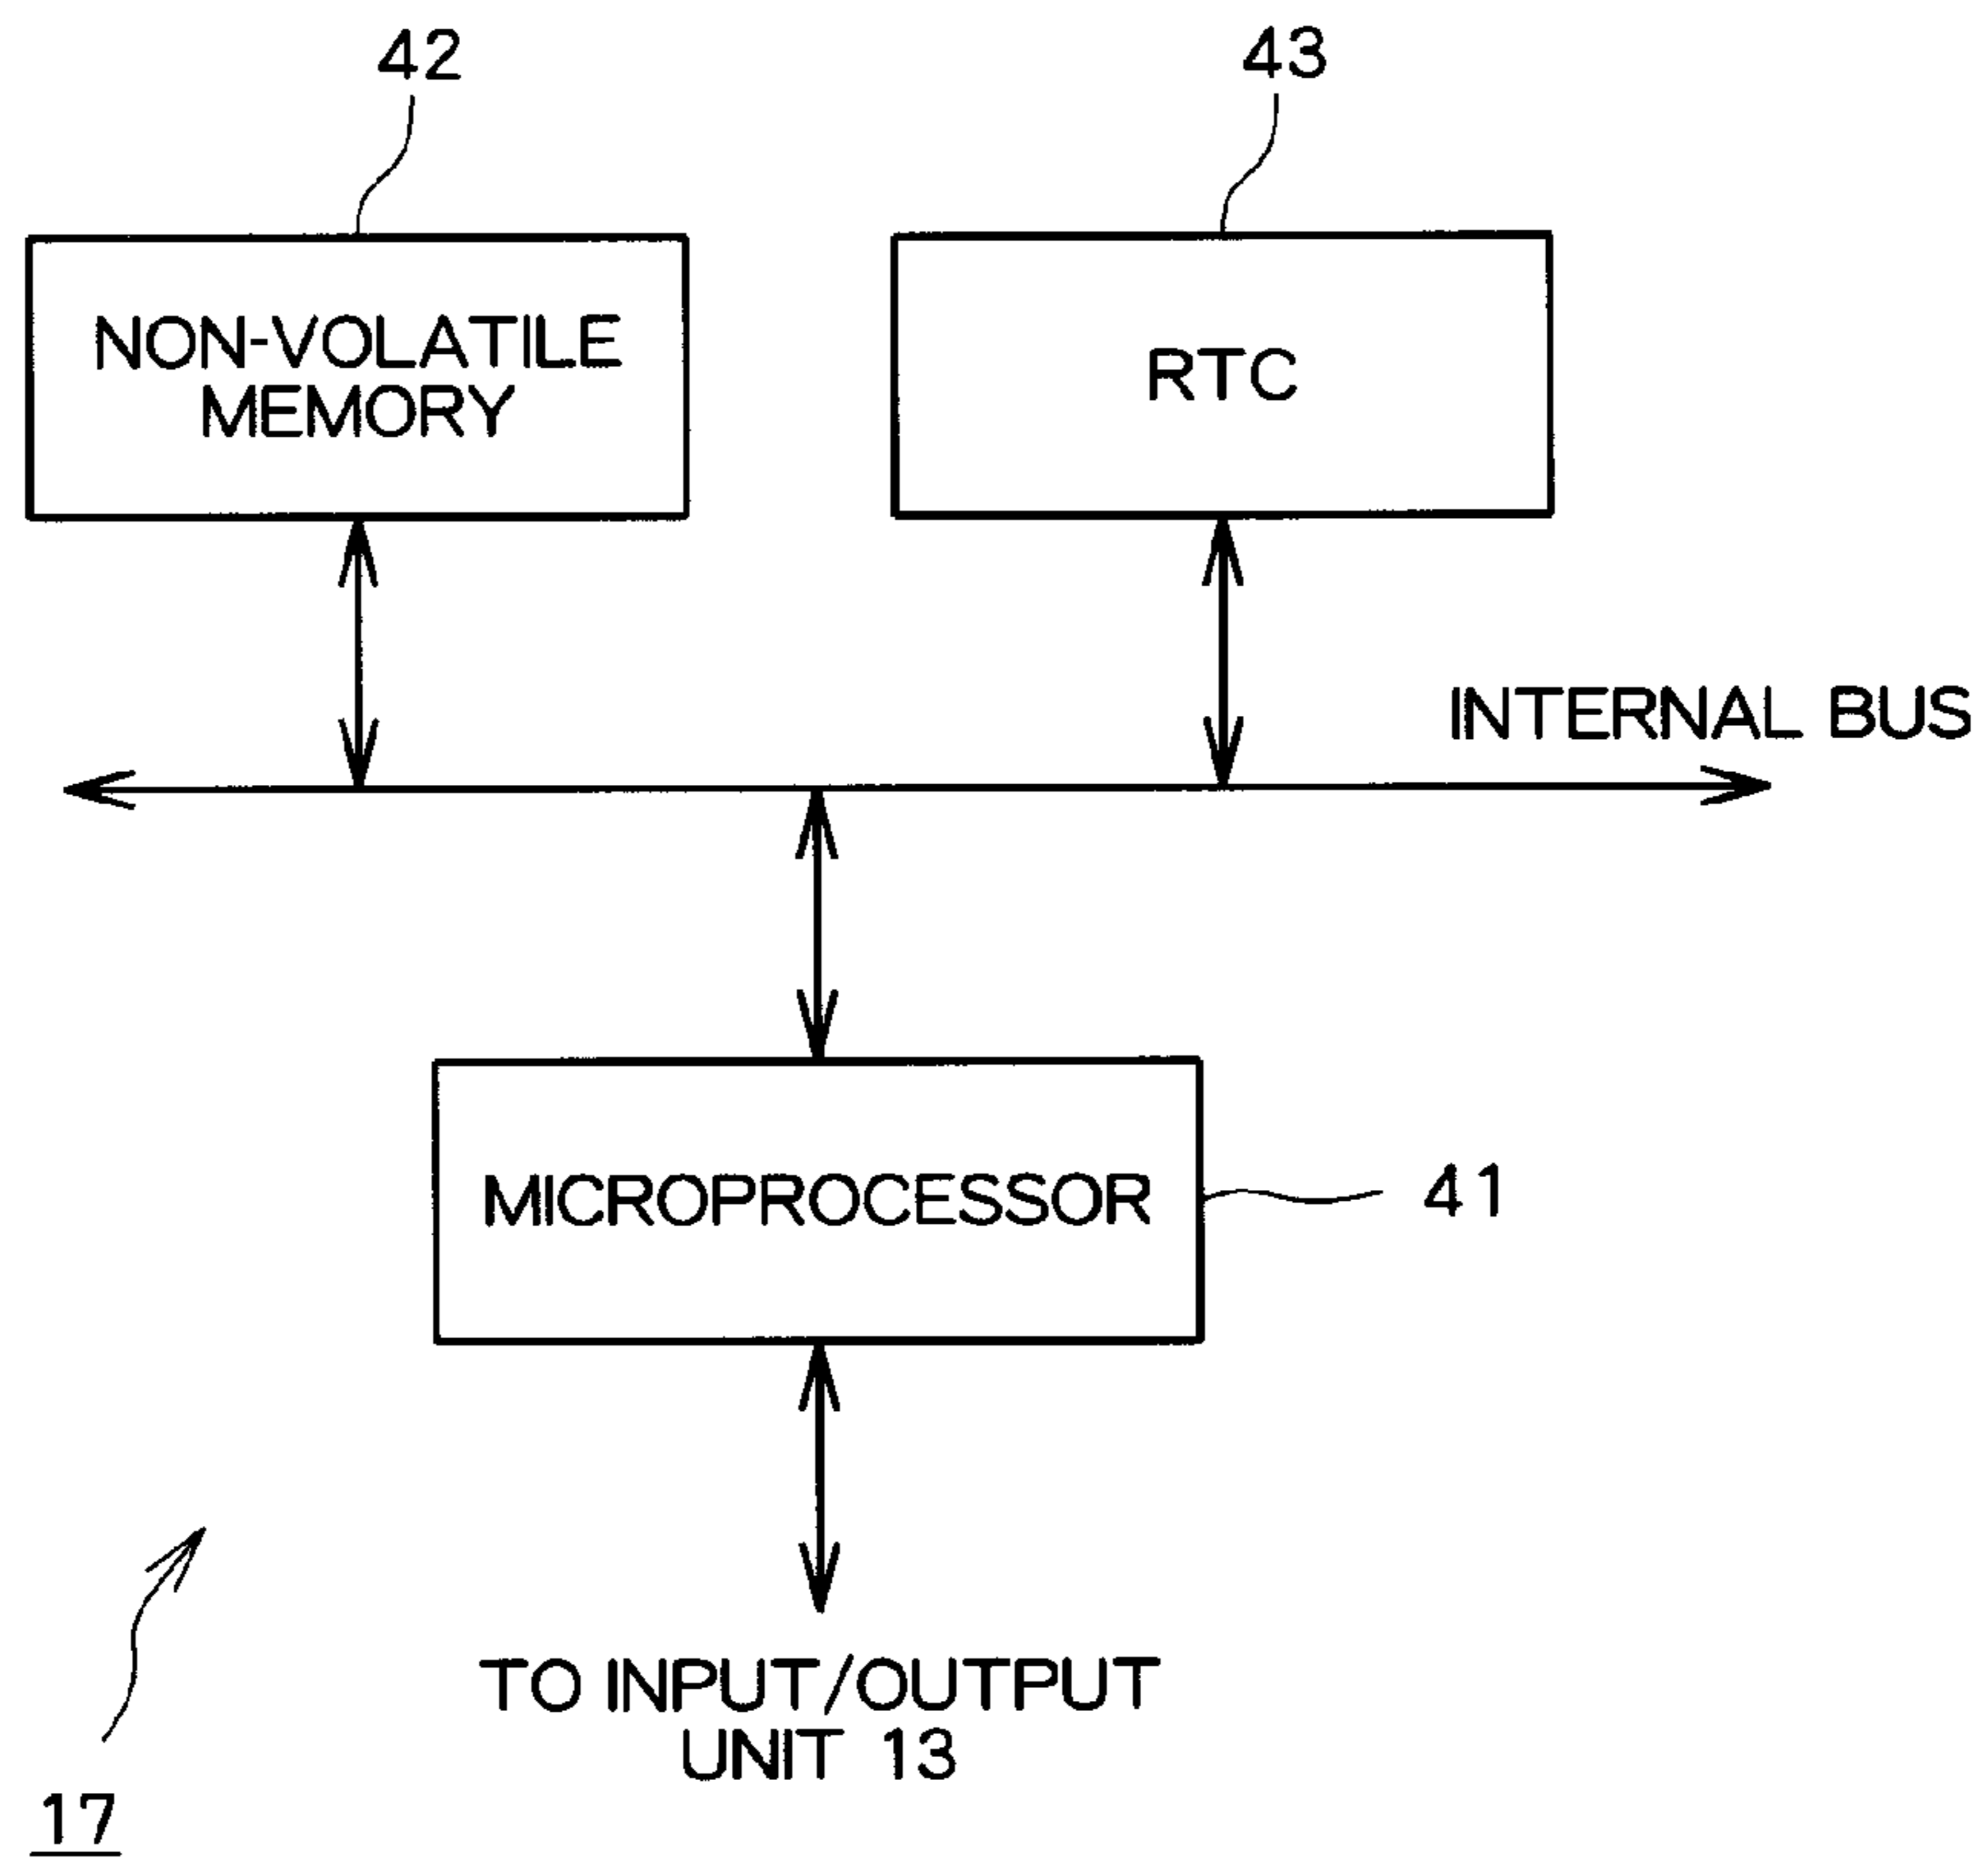 42
43
NON-VOLATILE
MEMORY
RTC
INTERNAL BUS
MICROPROCESSOR
41
TO INPUT/OUTPUT
UNIT 13
17